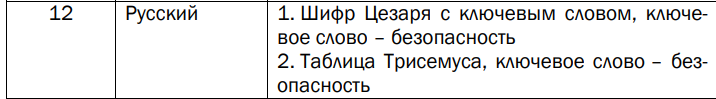 12 Русский 1. Шифр Цезаря с ключевым словом, ключе-
вое слово – безопасность
2. Таблица Трисемуса, ключевое слово – без-
опасность